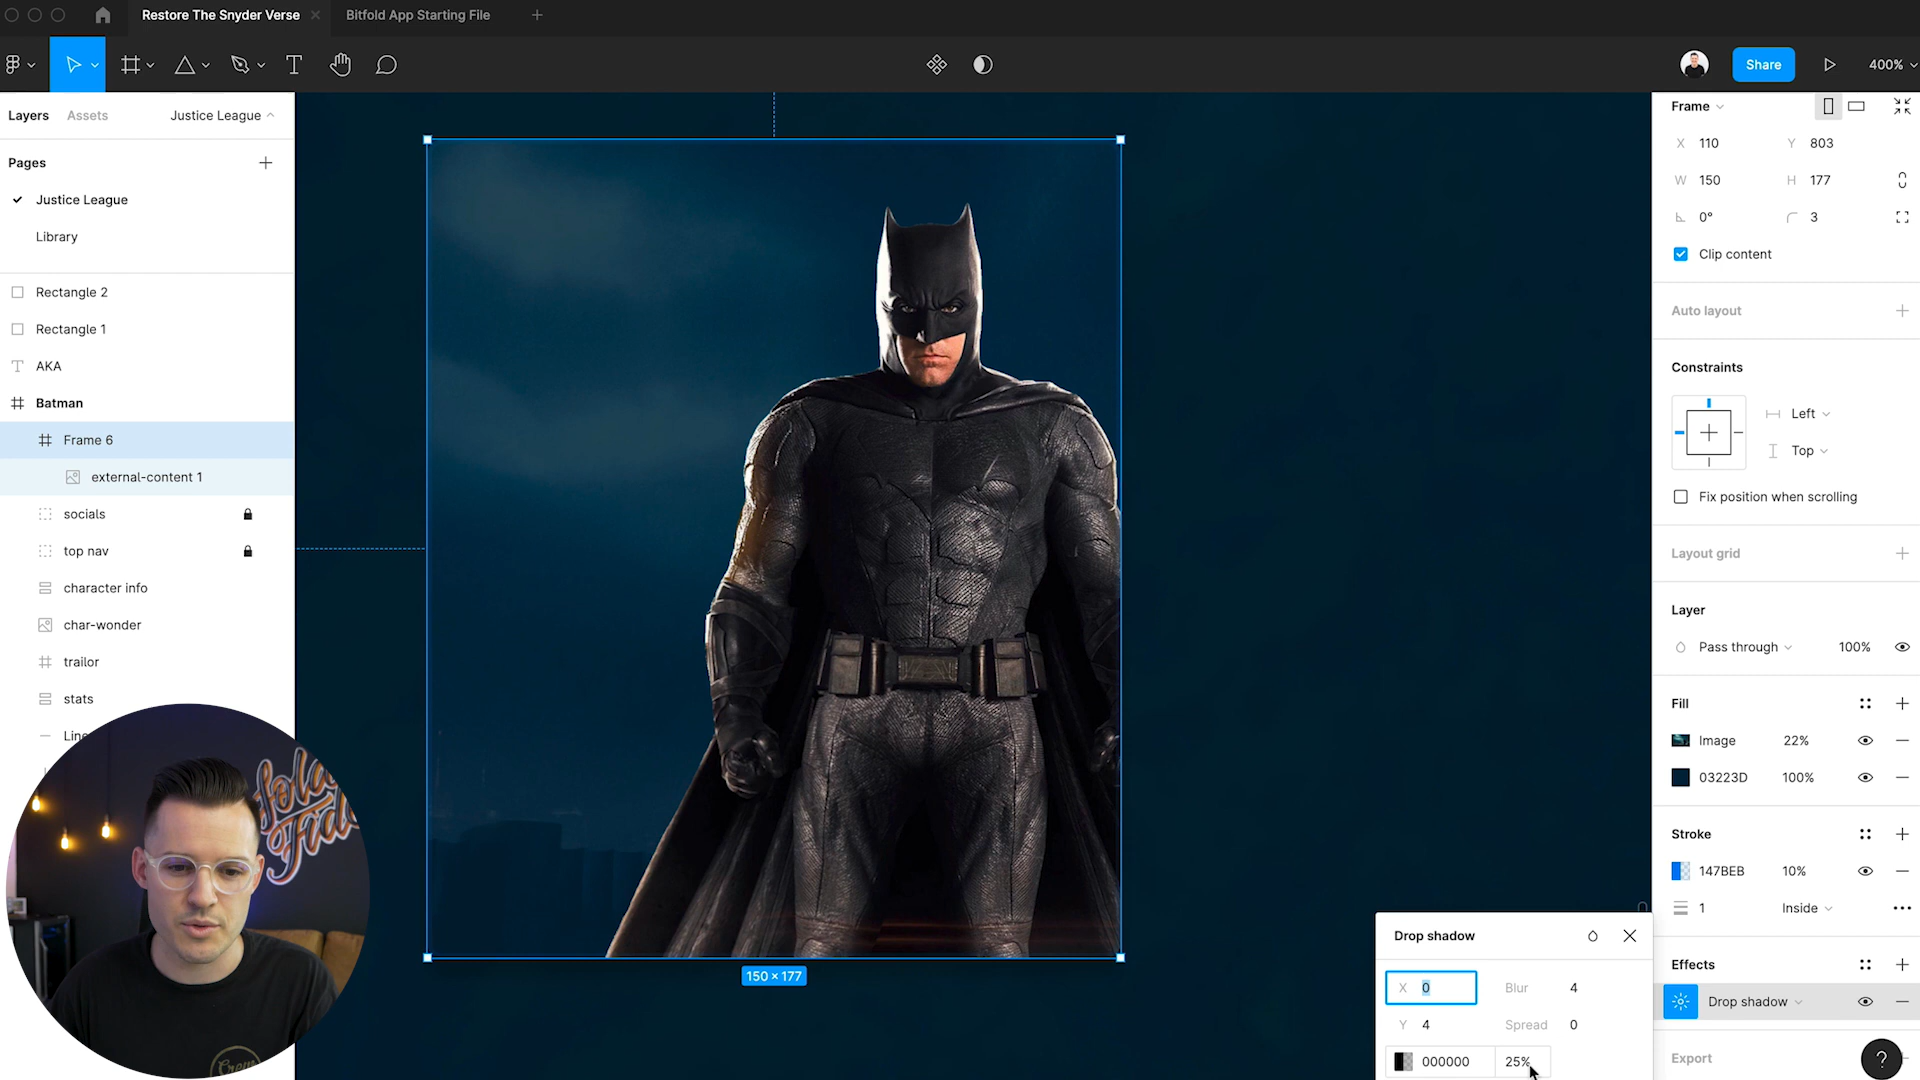 Restore The Snyder Verse
Bitfold App Starting File
Share
400%
Layers
Assets
Justice League
Pages
Justice League
Library
Rectangle 2
Rectangle 1
AKA
Batman
Frame 6
external-content 1
socials
top nav
character info
char-wonder
trailor
stats
150 × 177
Drop shadow
X 0
Blur 4
Y 4
Spread 0
000000 25%
Frame
X 110
Y 803
W 150
H 177
0°
3
Clip content
Auto layout
Constraints
Left
Top
Fix position when scrolling
Layout grid
Layer
Pass through
100%
Fill
Image 22%
03223D 100%
Stroke
147BEB 10%
1
Inside
Effects
Drop shadow
Export
?